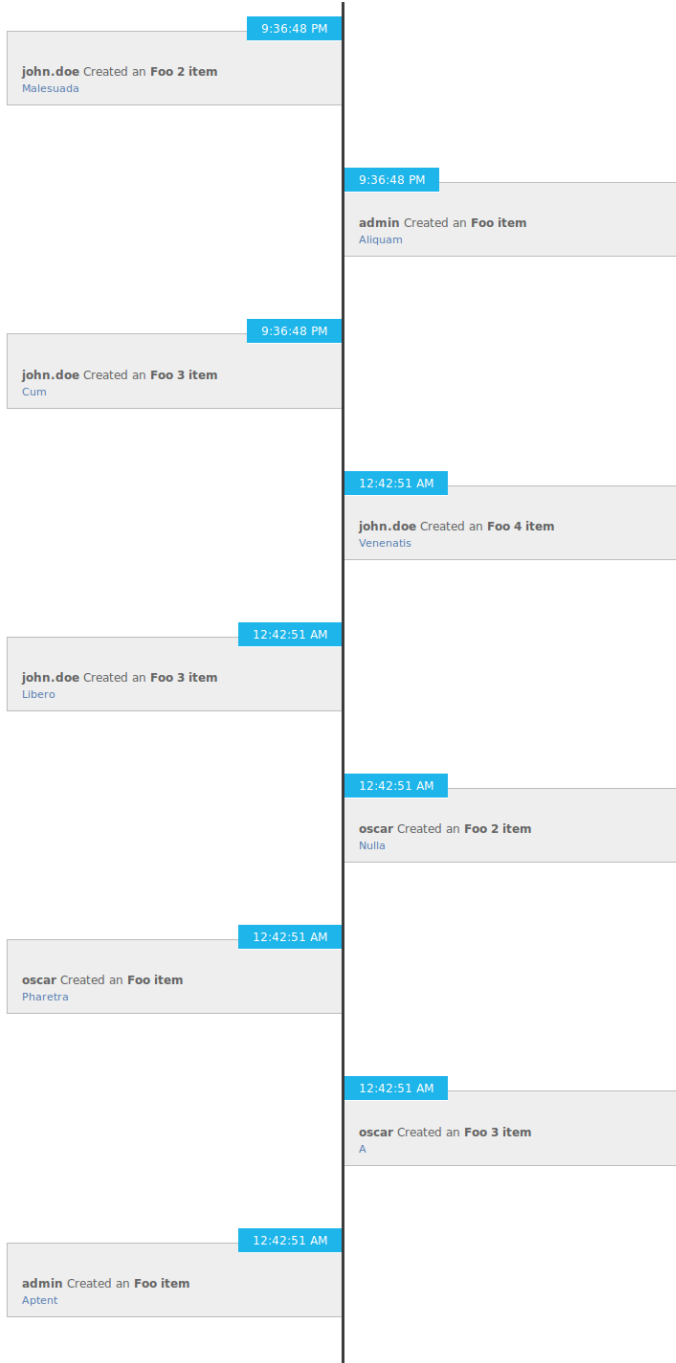 9:36:48 PM
john.doe Created an Foo 2 item
Malesuada
9:36:48 PM
admin Created an Foo item
Aliquam
9:36:48 PM
john.doe Created an Foo 3 item
Cum
12:42:51 AM
john.doe Created an Foo 4 item
Venenatis
12:42:51 AM
john.doe Created an Foo 3 item
Libero
12:42:51 AM
oscar Created an Foo 2 item
Nulla
12:42:51 AM
oscar Created an Foo item
Pharetra
12:42:51 AM
oscar Created an Foo 3 item
A
12:42:51 AM
admin Created an Foo item
Aptent